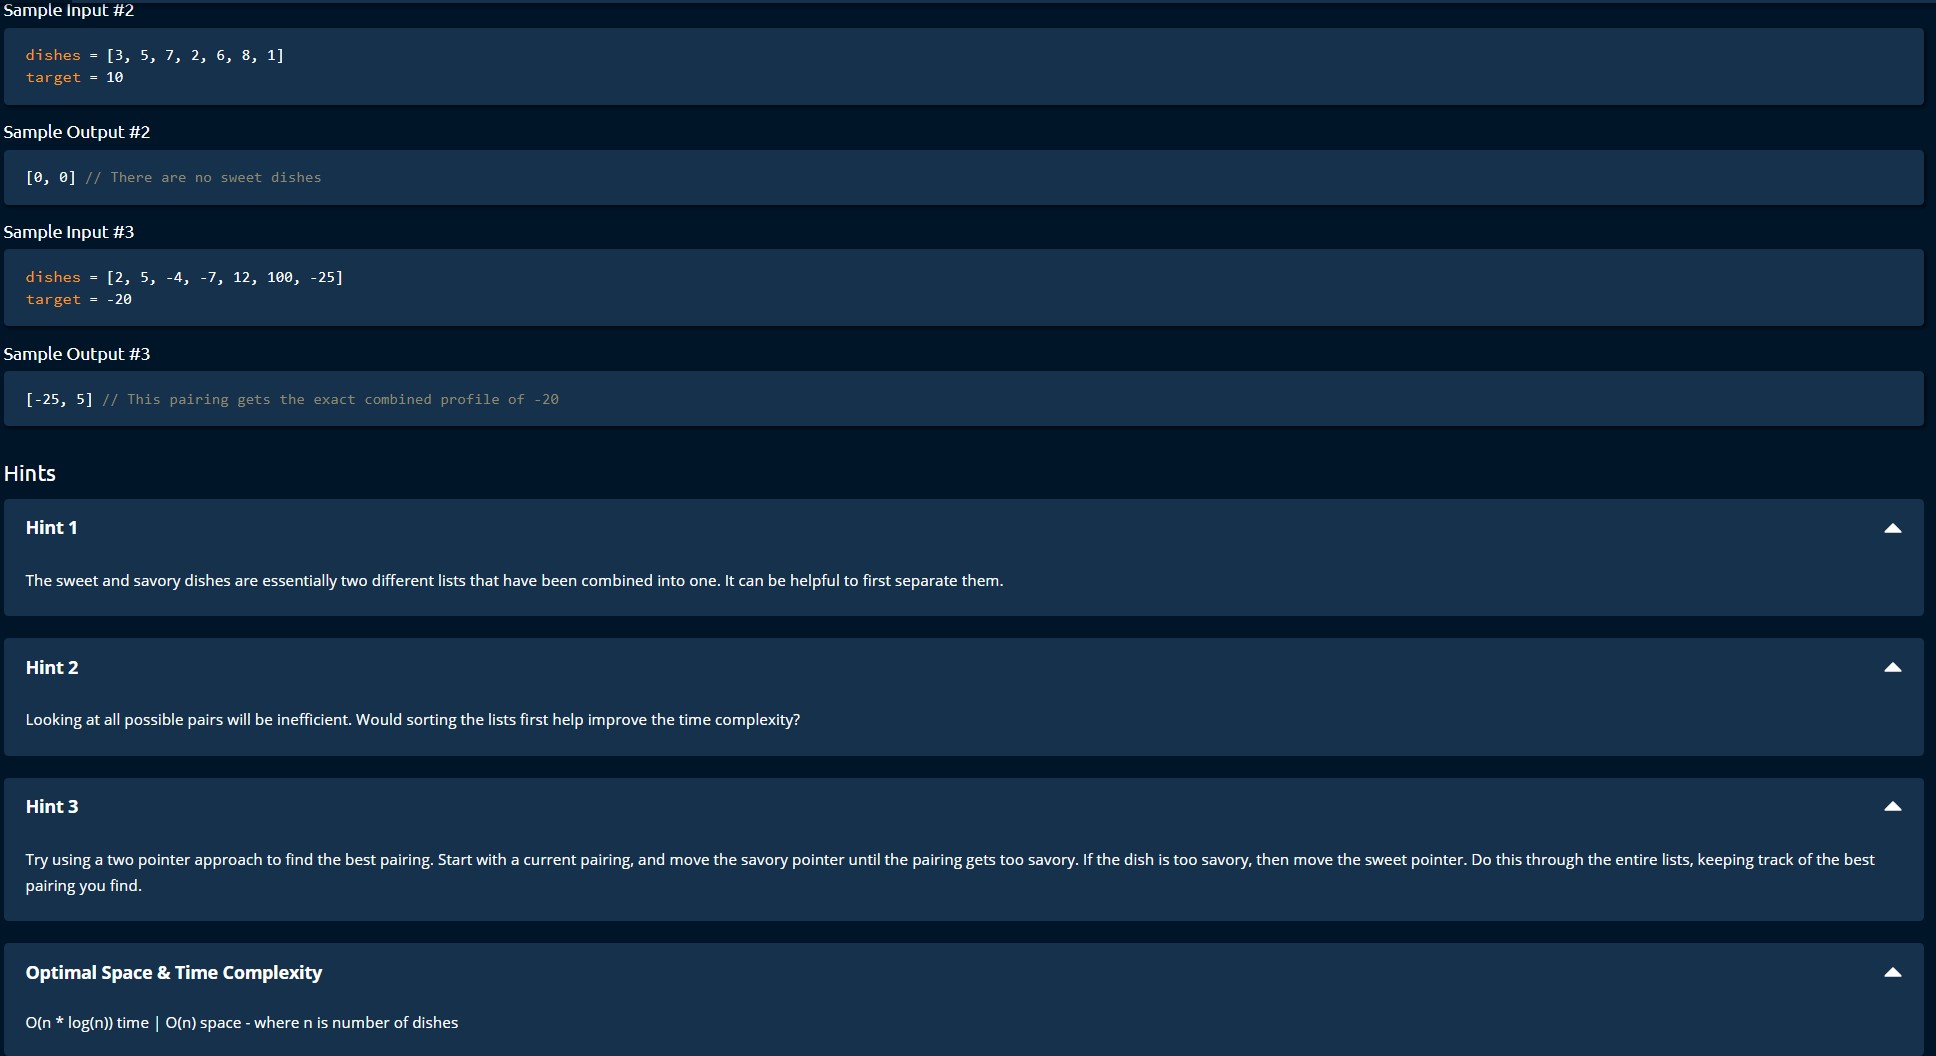 Sample Input #2
dishes = [3, 5, 7, 2, 6, 8, 1]
target = 10
Sample Output #2
[0, 0] // There are no sweet dishes
Sample Input #3
dishes = [2, 5, -4, -7, 12, 100, -25]
target = -20
Sample Output #3
[-25, 5] // This pairing gets the exact combined profile of -20
Hints
Hint 1
The sweet and savory dishes are essentially two different lists that have been combined into one. It can be helpful to first separate them.
Hint 2
Looking at all possible pairs will be inefficient. Would sorting the lists first help improve the time complexity?
Hint 3
Try using a two pointer approach to find the best pairing. Start with a current pairing, and move the savory pointer until the pairing gets too savory. If the dish is too savory, then move the sweet pointer. Do this through the entire lists, keeping track of the best
pairing you find.
Optimal Space & Time Complexity
O(n * log(n)) time | O(n) space - where n is number of dishes